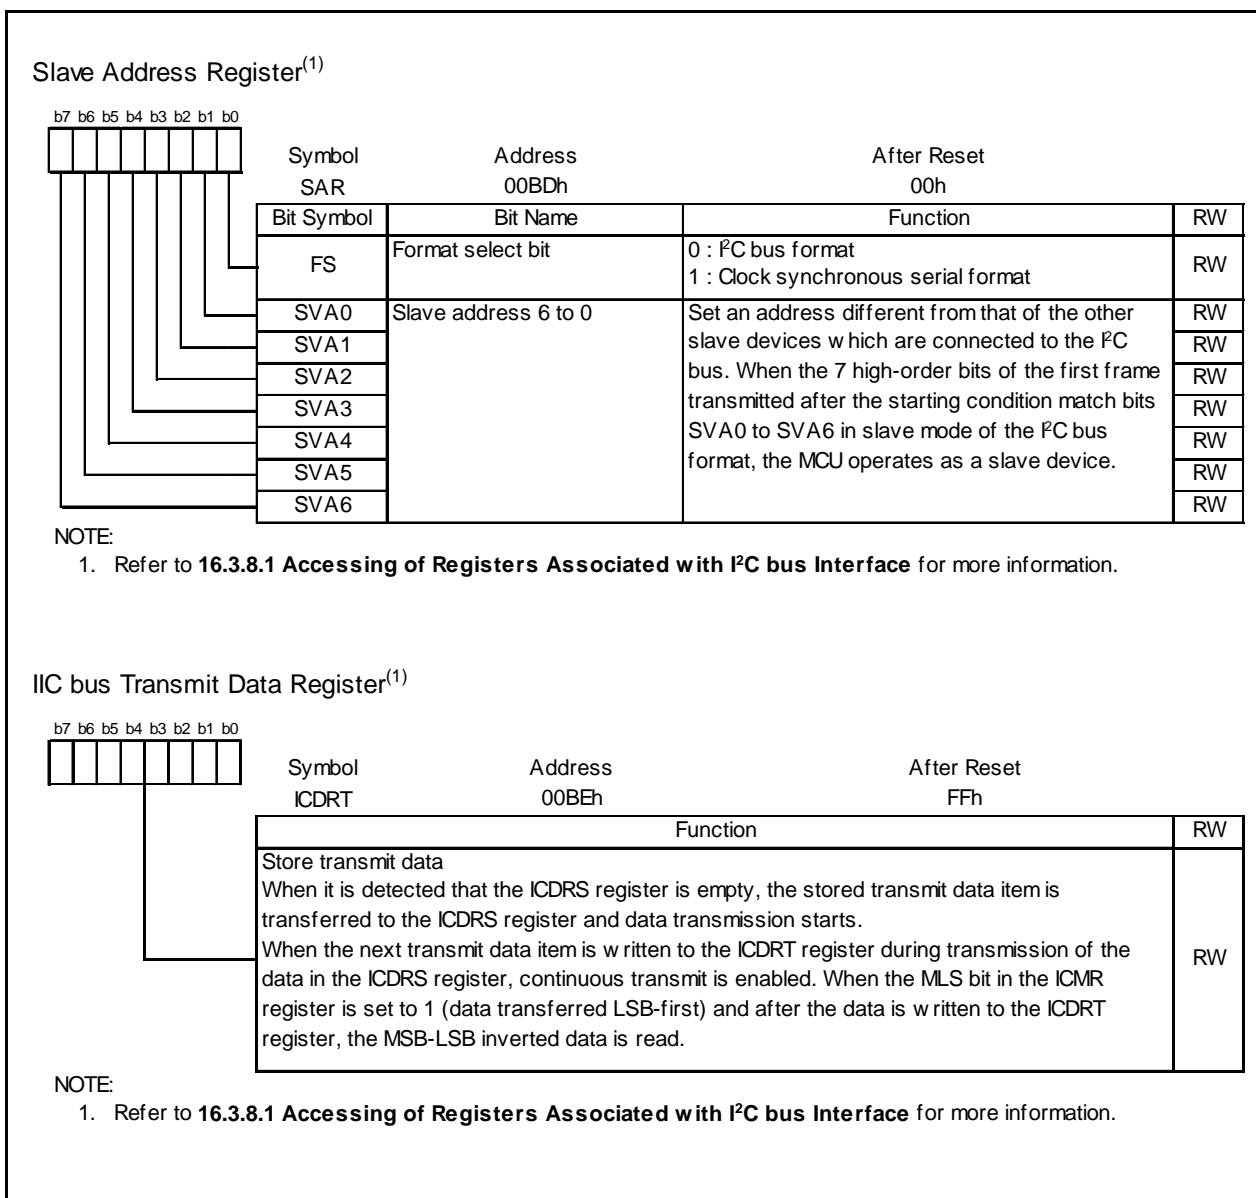 Slave Address Register(1)
b7 b6 b5 b4 b3 b2 b1 b0
Symbol Address After Reset
SAR 00BDh 00h
Bit Symbol Bit Name Function RW
FS Format select bit 0 : I²C bus format RW
1 : Clock synchronous serial format
SVA0 Slave address 6 to 0 Set an address different from that of the other RW
SVA1 slave devices which are connected to the I²C RW
SVA2 bus. When the 7 high-order bits of the first frame RW
SVA3 transmitted after the starting condition match bits RW
SVA4 SVA0 to SVA6 in slave mode of the I²C bus RW
SVA5 format, the MCU operates as a slave device. RW
SVA6 RW
NOTE:
1. Refer to 16.3.8.1 Accessing of Registers Associated with I²C bus Interface for more information.
IIC bus Transmit Data Register(1)
b7 b6 b5 b4 b3 b2 b1 b0
Symbol Address After Reset
ICDRT 00BEh FFh
Function RW
Store transmit data
When it is detected that the ICDRS register is empty, the stored transmit data item is
transferred to the ICDRS register and data transmission starts.
When the next transmit data item is written to the ICDRT register during transmission of the RW
data in the ICDRS register, continuous transmit is enabled. When the MLS bit in the ICMR
register is set to 1 (data transferred LSB-first) and after the data is written to the ICDRT
register, the MSB-LSB inverted data is read.
NOTE:
1. Refer to 16.3.8.1 Accessing of Registers Associated with I²C bus Interface for more information.